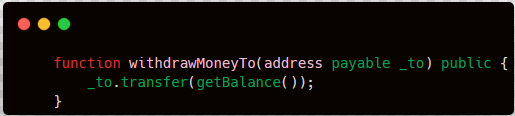 function withdrawMoneyTo(address payable _to) public {
_to.transfer(getBalance());
}